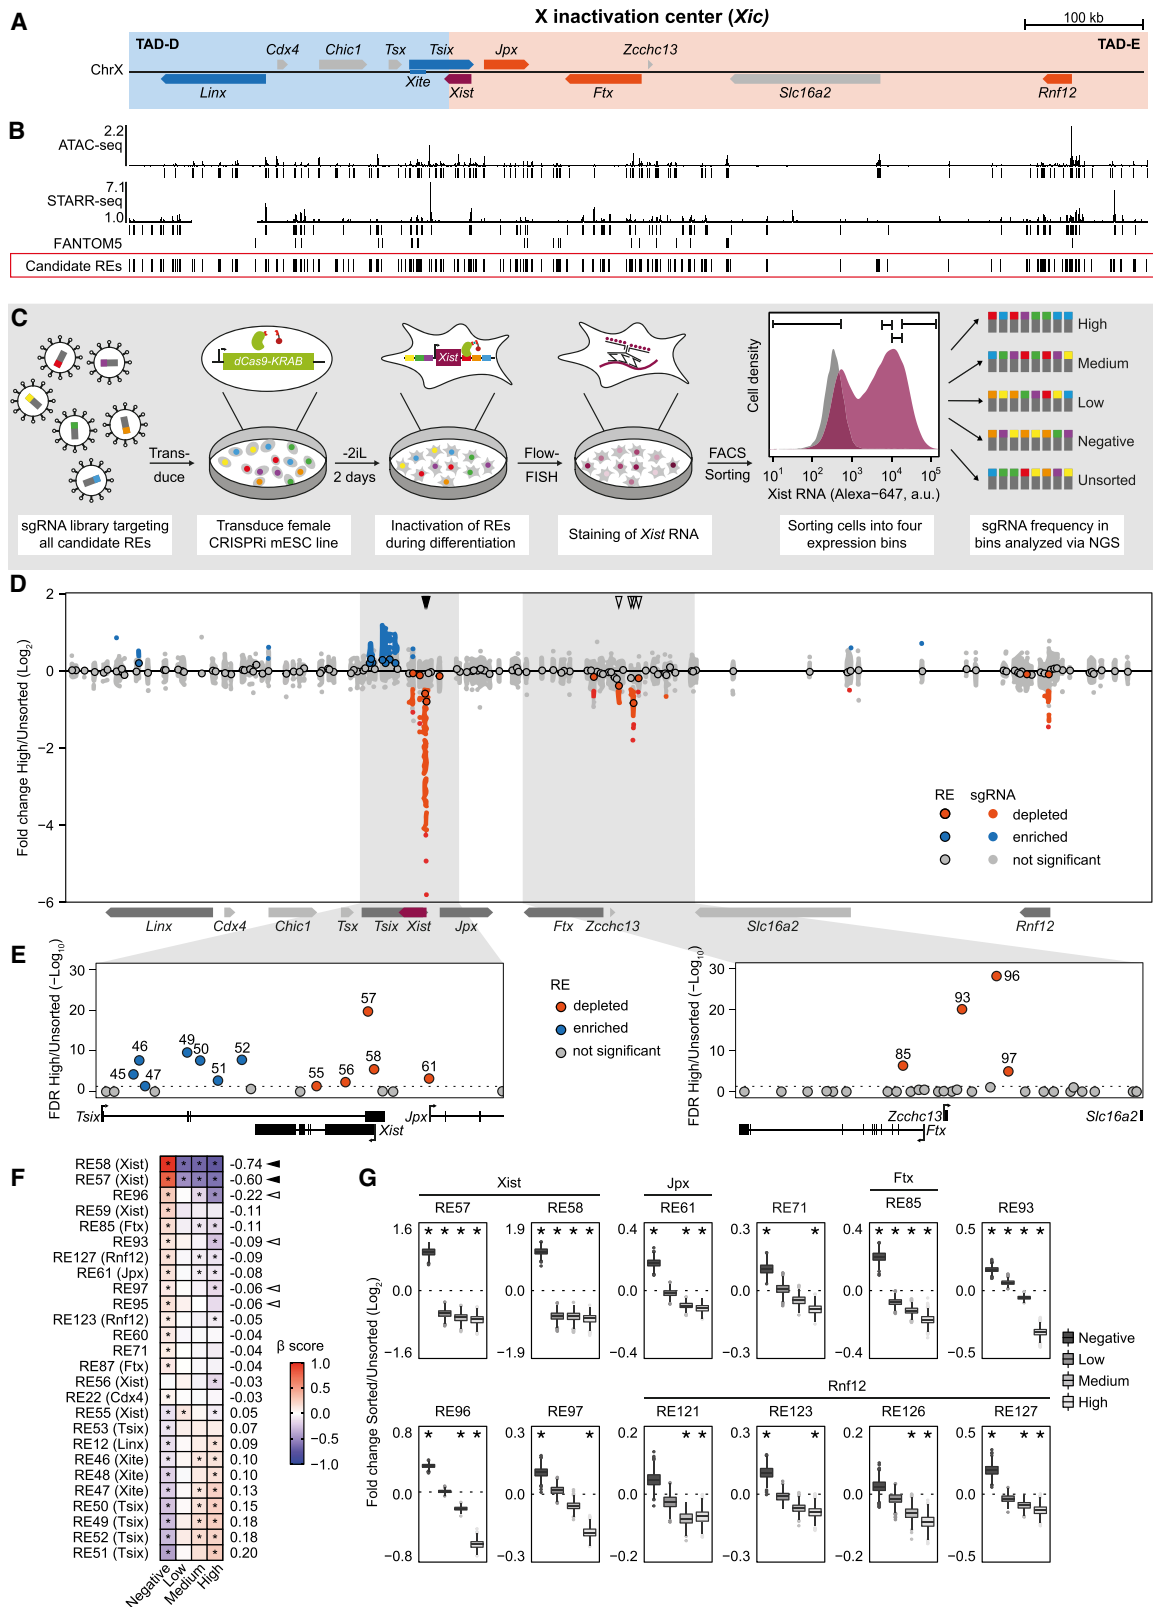 A
X inactivation center (Xic)
100 kb
TAD-D
TAD-E
Cdx4
Chic1
Tsx
Tsix
Jpx
Zcchc13
ChrX
Linx
Xite
Xist
Ftx
Slc16a2
Rnf12
B
2.2
ATAC-seq
7.1
STARR-seq
1.0
FANTOM5
Candidate REs
C
dCas9-KRAB
Xist
Cell density
10¹ 10² 10³ 10⁴ 10⁵
Xist RNA (Alexa-647, a.u.)
High
Medium
Low
Negative
Unsorted
Trans-
duce
-2iL
2 days
Flow-
FISH
FACS
Sorting
sgRNA library targeting
all candidate REs
Transduce female
CRISPRi mESC line
Inactivation of REs
during differentiation
Staining of Xist RNA
Sorting cells into four
expression bins
sgRNA frequency in
bins analyzed via NGS
D
Fold change High/Unsorted (Log₂)
2
0
−2
−4
−6
RE sgRNA
depleted
enriched
not significant
Linx
Cdx4
Chic1
Tsx
Tsix
Xist
Jpx
Ftx
Zcchc13
Slc16a2
Rnf12
E
FDR High/Unsorted (−Log₁₀)
30
20
10
0
45
46
47
49
50
51
52
55
56
57
58
61
Tsix
Xist
Jpx
RE
depleted
enriched
not significant
FDR High/Unsorted (−Log₁₀)
30
20
10
0
85
93
96
97
Zcchc13
Ftx
Slc16a2
F
RE58 (Xist) * * * * -0.74
RE57 (Xist) * * * * -0.60
RE96 * * * -0.22
RE59 (Xist) * -0.11
RE85 (Ftx) * * * -0.11
RE93 * * -0.09
RE127 (Rnf12) * * * -0.09
RE61 (Jpx) * * * -0.08
RE97 * * -0.06
RE95 * -0.06
RE123 (Rnf12) * * -0.05
RE60 * -0.04
RE71 * -0.04
RE87 (Ftx) * -0.04
RE56 (Xist) * * -0.03
RE22 (Cdx4) * -0.03
RE55 (Xist) * * * 0.05
RE53 (Tsix) * * 0.07
RE12 (Linx) * * 0.09
RE46 (Xite) * * * 0.10
RE48 (Xite) * * 0.10
RE47 (Xite) * * * 0.13
RE50 (Tsix) * * * 0.15
RE49 (Tsix) * * * 0.18
RE52 (Tsix) * * * 0.18
RE51 (Tsix) * * 0.20
Negative
Low
Medium
High
β score
1.0
0.5
0.0
−0.5
−1.0
G
Fold change Sorted/Unsorted (Log₂)
Xist
Jpx
Ftx
RE57
RE58
RE61
RE71
RE85
RE93
1.6
0.0
−1.6
* * * *
1.9
0.0
−1.9
* * * *
0.4
0.0
−0.4
* * *
0.3
0.0
−0.3
* *
0.4
0.0
−0.4
* * * *
0.5
0.0
−0.5
* * * *
Negative
Low
Medium
High
Rnf12
RE96
RE97
RE121
RE123
RE126
RE127
0.8
0.0
−0.8
* * *
0.3
0.0
−0.3
* *
0.2
0.0
−0.2
* *
0.3
0.0
−0.3
* * *
0.2
0.0
−0.2
* *
0.5
0.0
−0.5
* * *